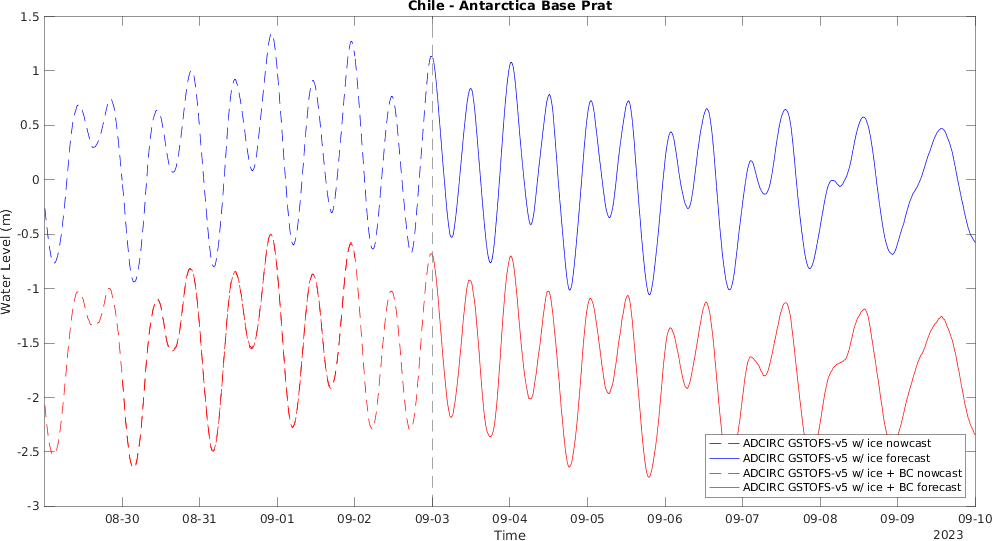 Chile - Antarctica Base Prat
Water Level (m)
1.5
1
0.5
0
-0.5
-1
-1.5
-2
-2.5
-3
ADCIRC GSTOFS-v5 w/ ice nowcast
ADCIRC GSTOFS-v5 w/ ice forecast
ADCIRC GSTOFS-v5 w/ ice + BC nowcast
ADCIRC GSTOFS-v5 w/ ice + BC forecast
08-30 08-31 09-01 09-02 09-03 09-04 09-05 09-06 09-07 09-08 09-09 09-10
Time
2023